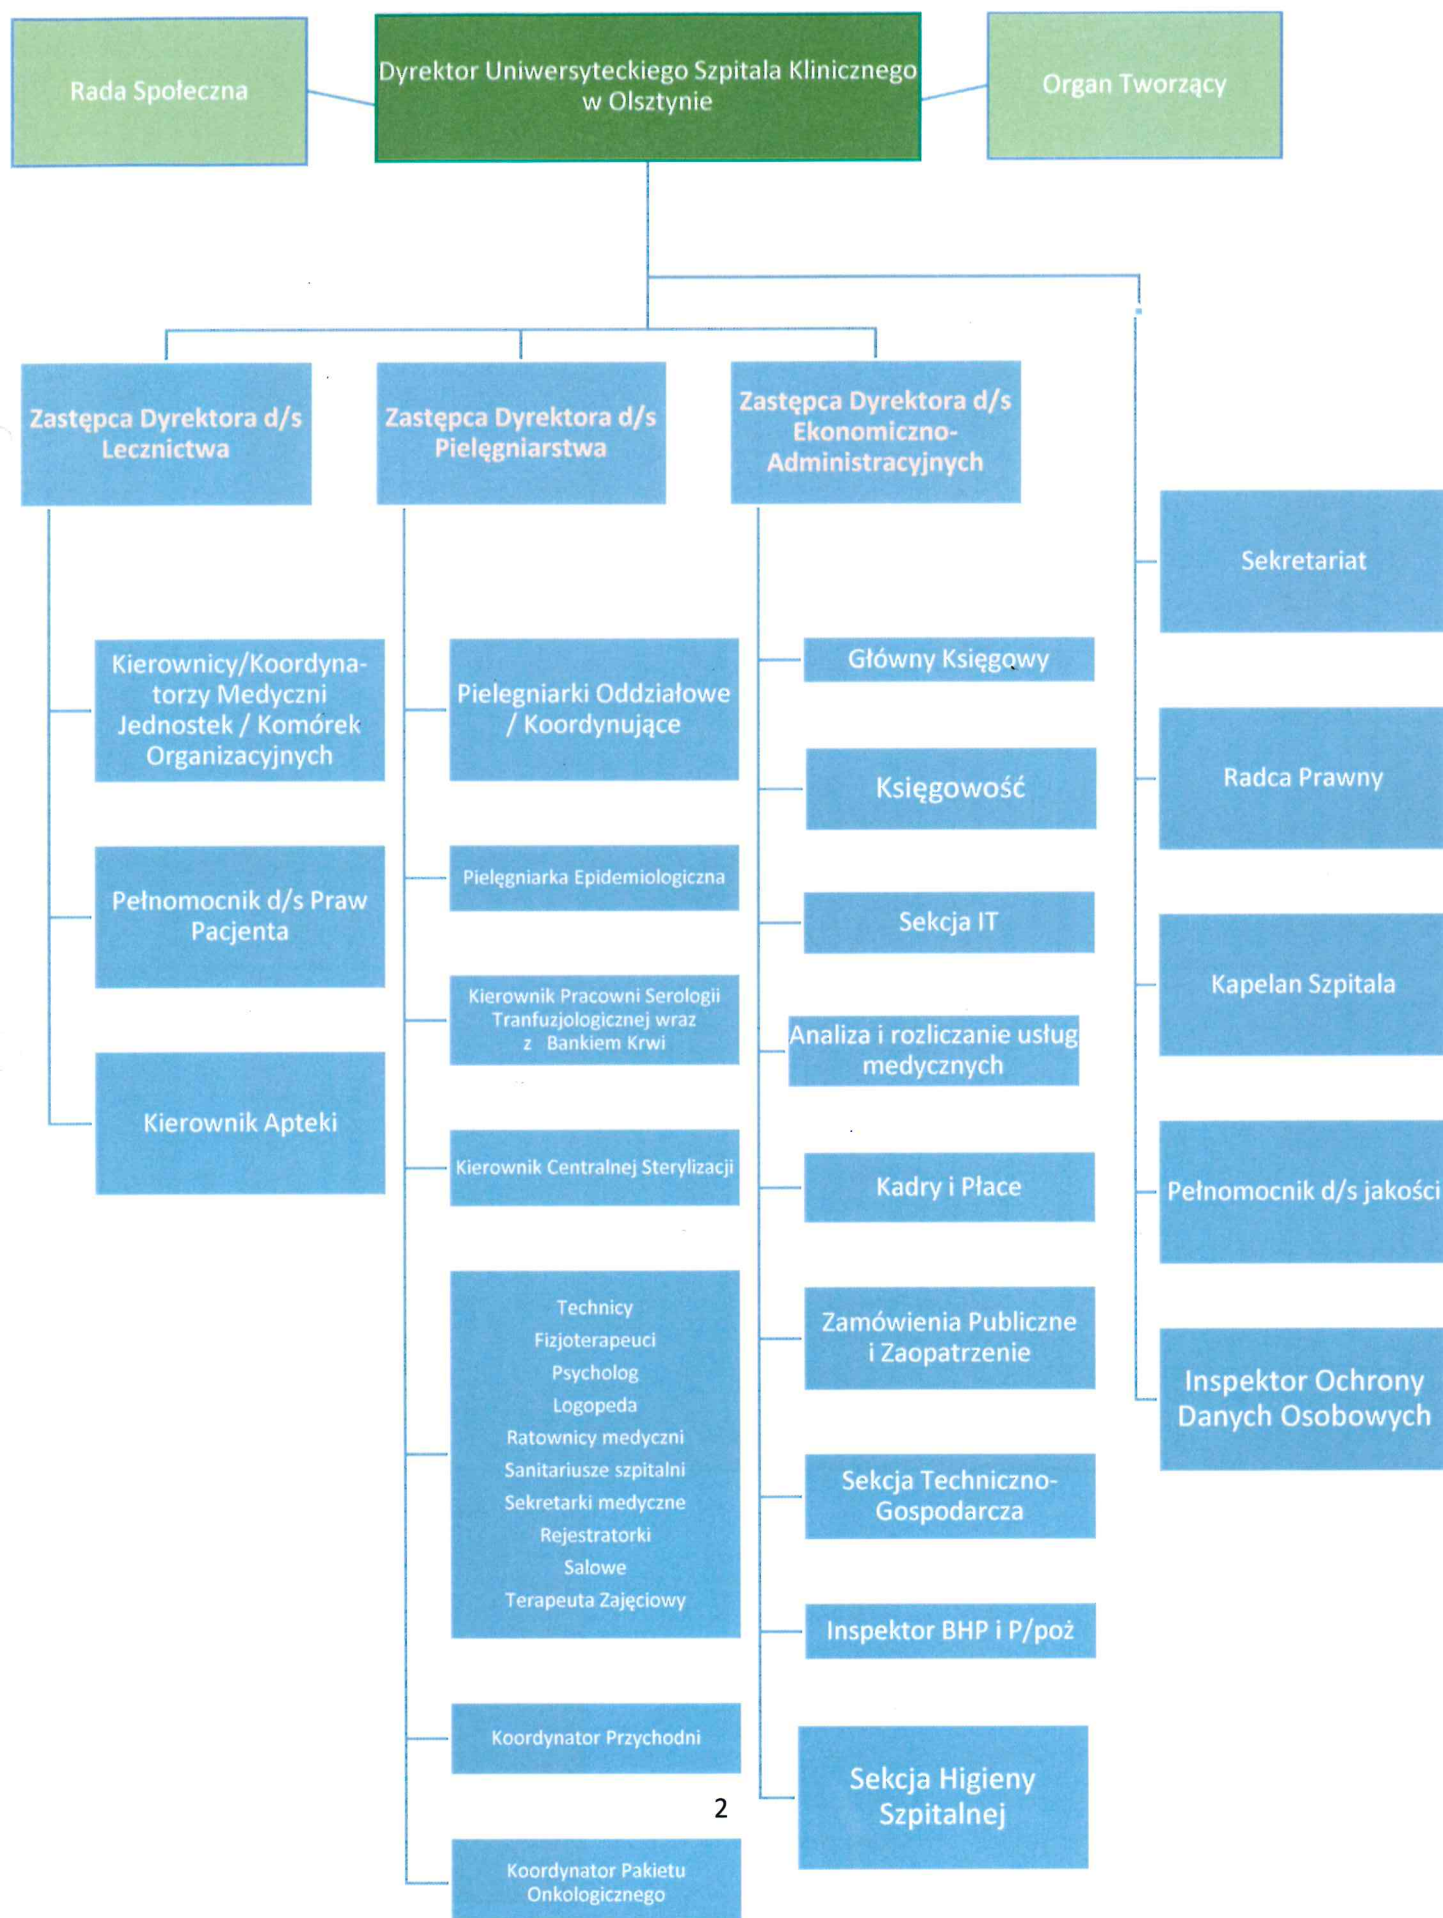 Rada Społeczna
Dyrektor Uniwersyteckiego Szpitala Klinicznego
w Olsztynie
Organ Tworzący
Zastępca Dyrektora d/s
Lecznictwa
Zastępca Dyrektora d/s
Pielęgniarstwa
Zastępca Dyrektora d/s
Ekonomiczno-
Administracyjnych
Kierownicy/Koordyna-
torzy Medyczni
Jednostek / Komórek
Organizacyjnych
Pełnomocnik d/s Praw
Pacjenta
Kierownik Apteki
Pielegniarki Oddziałowe
/ Koordynujące
Pielęgniarka Epidemiologiczna
Kierownik Pracowni Serologii
Tranfuzjologicznej wraz
z Bankiem Krwi
Kierownik Centralnej Sterylizacji
Technicy
Fizjoterapeuci
Psycholog
Logopeda
Ratownicy medyczni
Sanitariusze szpitalni
Sekretarki medyczne
Rejestratorki
Salowe
Terapeuta Zajęciowy
Koordynator Przychodni
Koordynator Pakietu
Onkologicznego
Główny Księgowy
Księgowość
Sekcja IT
Analiza i rozliczanie usług
medycznych
Kadry i Płace
Zamówienia Publiczne
i Zaopatrzenie
Sekcja Techniczno-
Gospodarcza
Inspektor BHP i P/poż
Sekcja Higieny
Szpitalnej
Sekretariat
Radca Prawny
Kapelan Szpitala
Pełnomocnik d/s jakości
Inspektor Ochrony
Danych Osobowych
2